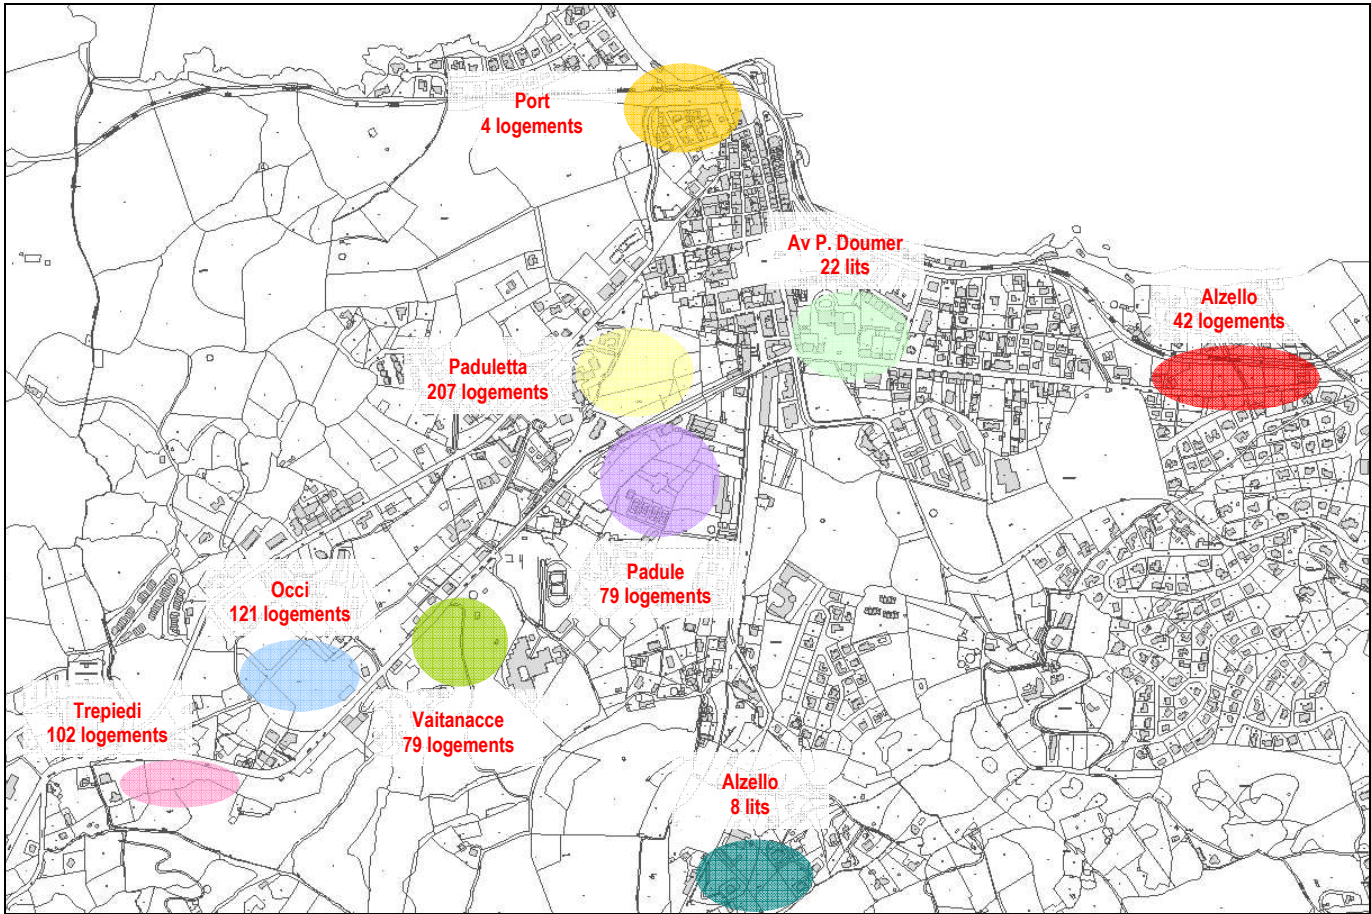 Port
4 logements
Av P. Doumer
22 lits
Alzello
42 logements
Paduletta
207 logements
Padule
79 logements
Occi
121 logements
Trepiedi
102 logements
Vaitanacce
79 logements
Alzello
8 lits